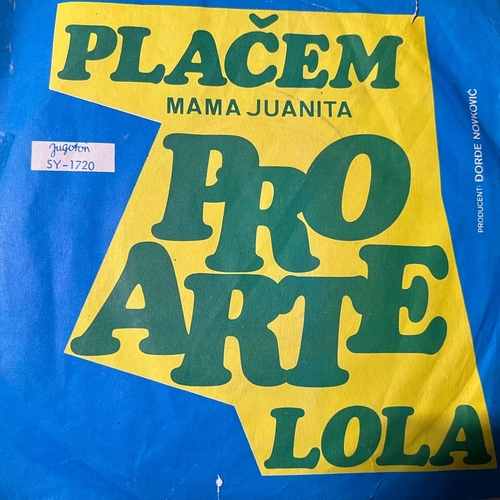 PLAČEM
MAMA JUANITA
Jugoton
SY-1720
PRO
ARTE
LOLA
PRODUCENT: ĐORĐE NOVKOVIĆ